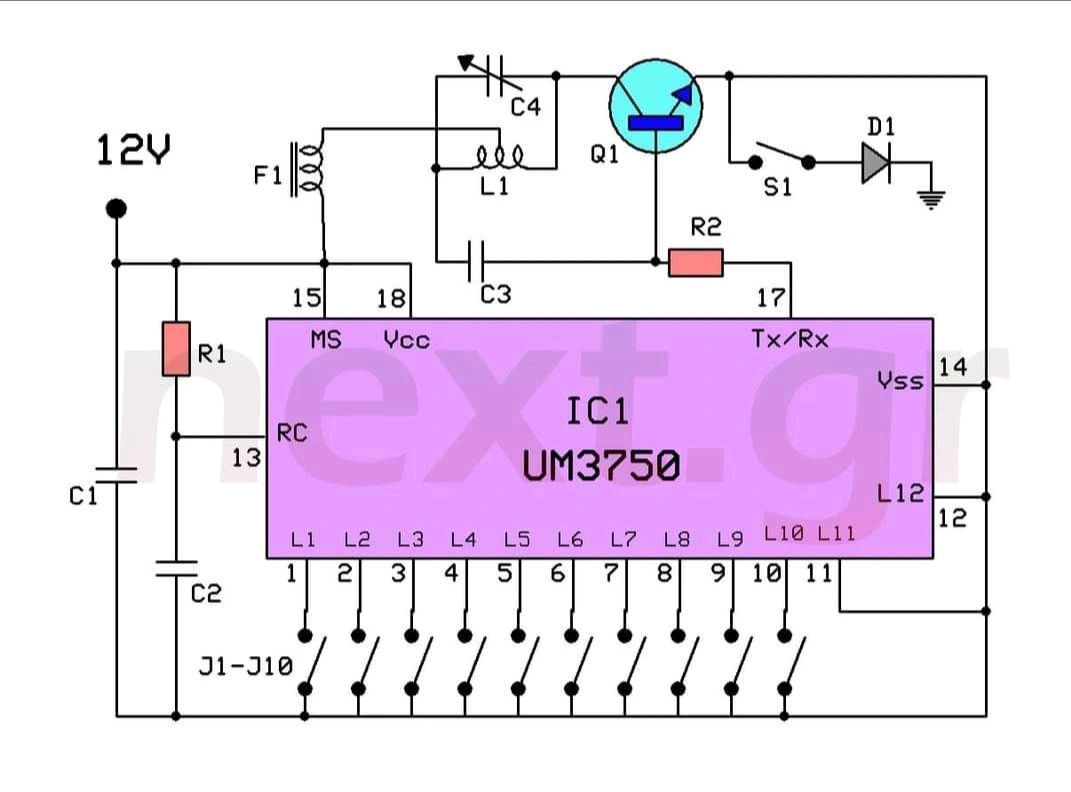 C4
12V
Q1
D1
F1
L1
S1
R2
C3
15
18
17
MS
Vcc
Tx/Rx
R1
14
Vss
IC1
RC
13
UM3750
C1
L12
12
L1 L2 L3 L4 L5 L6 L7 L8 L9 L10 L11
1 2 3 4 5 6 7 8 9 10 11
C2
J1-J10
next.gr